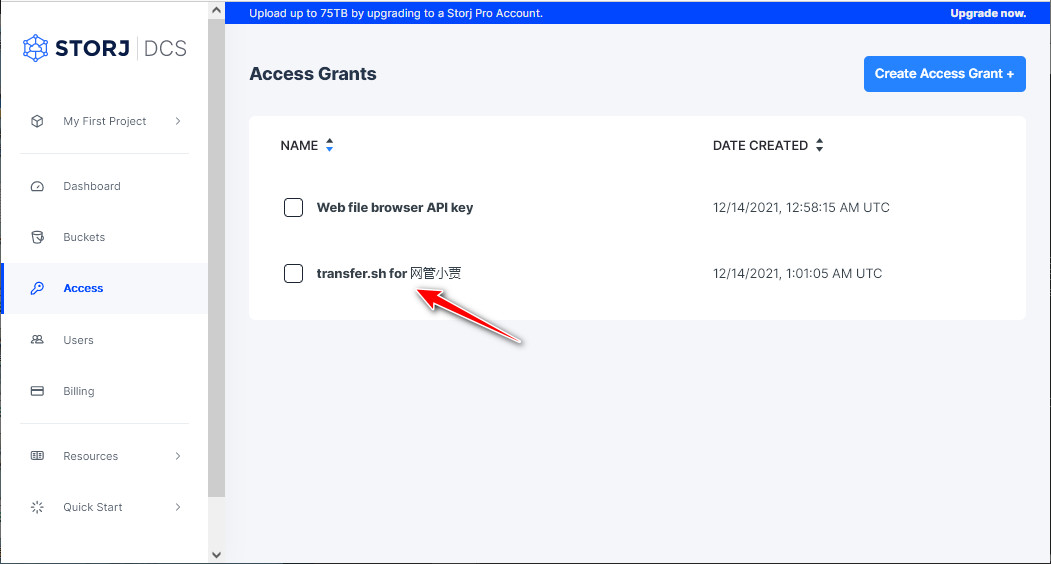 Upload up to 75TB by upgrading to a Storj Pro Account. Upgrade now.
STORJ DCS
My First Project
Dashboard
Buckets
Access
Users
Billing
Resources
Quick Start
Access Grants
Create Access Grant +
NAME DATE CREATED
Web file browser API key 12/14/2021, 12:58:15 AM UTC
transfer.sh for 网管小贾 12/14/2021, 1:01:05 AM UTC